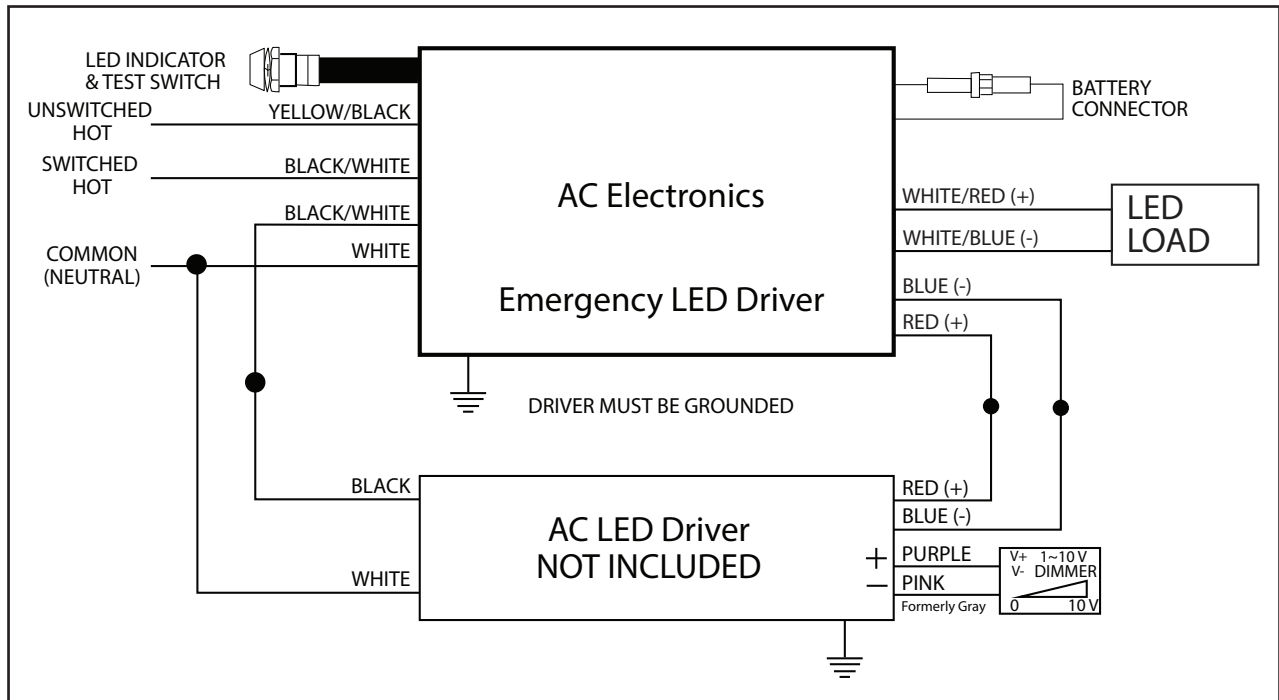 LED INDICATOR
& TEST SWITCH
UNSWITCHED
HOT
YELLOW/BLACK
SWITCHED
HOT
BLACK/WHITE
BLACK/WHITE
COMMON
(NEUTRAL)
WHITE
AC Electronics
Emergency LED Driver
BATTERY
CONNECTOR
WHITE/RED (+)
WHITE/BLUE (-)
LED
LOAD
BLUE (-)
RED (+)
DRIVER MUST BE GROUNDED
BLACK
WHITE
AC LED Driver
NOT INCLUDED
RED (+)
BLUE (-)
+ PURPLE
− PINK
Formerly Gray
V+ 1~10 V
V- DIMMER
0 10 V